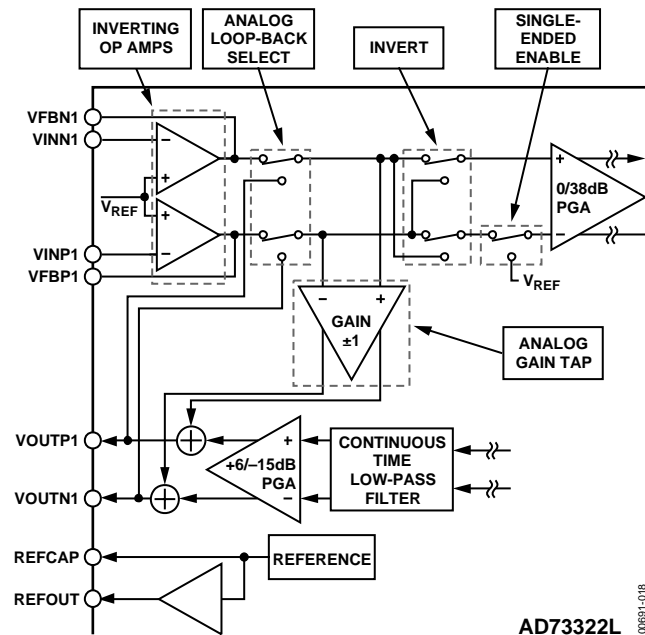 INVERTING
OP AMPS
ANALOG
LOOP-BACK
SELECT
INVERT
SINGLE-
ENDED
ENABLE
VFBN1
VINN1
VREF
VINP1
VFBP1
0/38dB
PGA
VREF
GAIN
±1
ANALOG
GAIN TAP
VOUTP1
VOUTN1
+6/–15dB
PGA
CONTINUOUS
TIME
LOW-PASS
FILTER
REFCAP
REFOUT
REFERENCE
AD73322L
00691-018